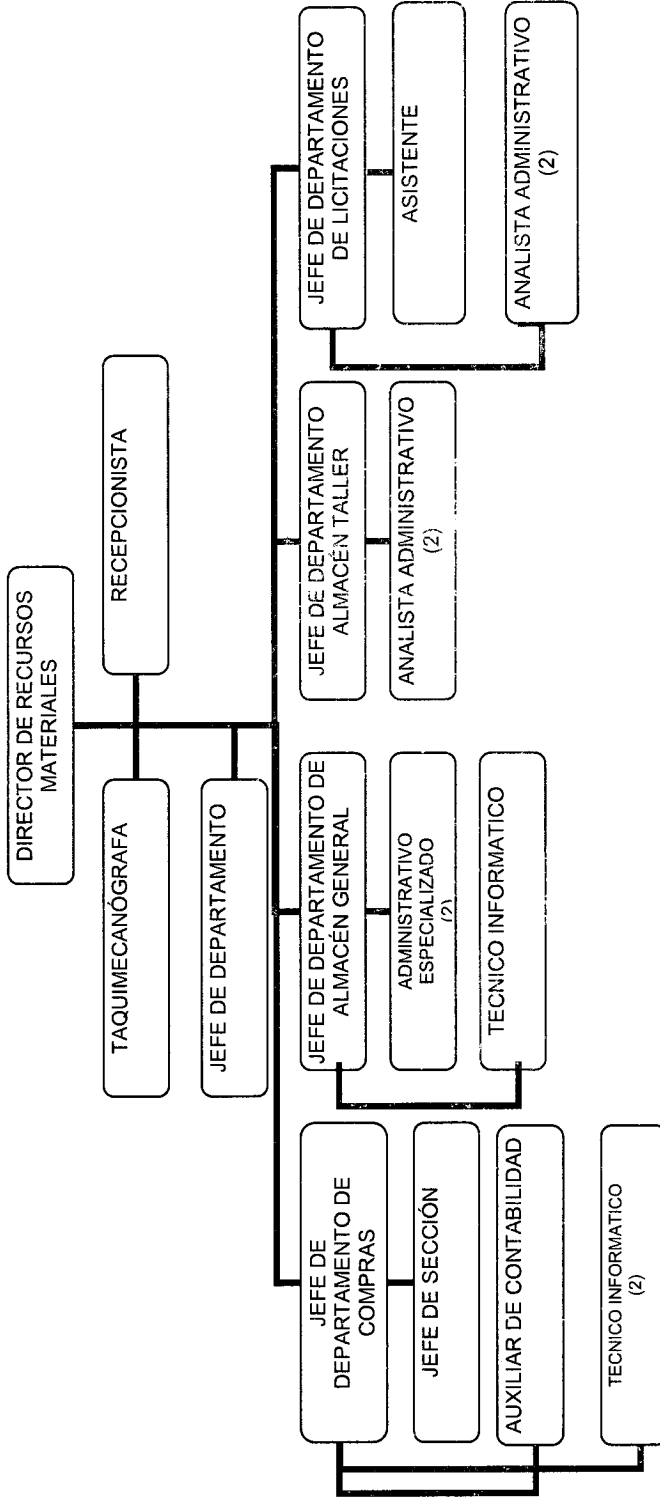 DIRECTOR DE RECURSOS
MATERIALES
TAQUIMECANÓGRAFA
RECEPCIONISTA
JEFE DE DEPARTAMENTO
JEFE DE
DEPARTAMENTO DE
COMPRAS
JEFE DE SECCIÓN
AUXILIAR DE CONTABILIDAD
TECNICO INFORMATICO
(2)
JEFE DE DEPARTAMENTO DE
ALMACÉN GENERAL
ADMINISTRATIVO
ESPECIALIZADO
(2)
TECNICO INFORMATICO
JEFE DE DEPARTAMENTO
ALMACÉN TALLER
ANALISTA ADMINISTRATIVO
(2)
JEFE DE DEPARTAMENTO
DE LICITACIONES
ASISTENTE
ANALISTA ADMINISTRATIVO
(2)